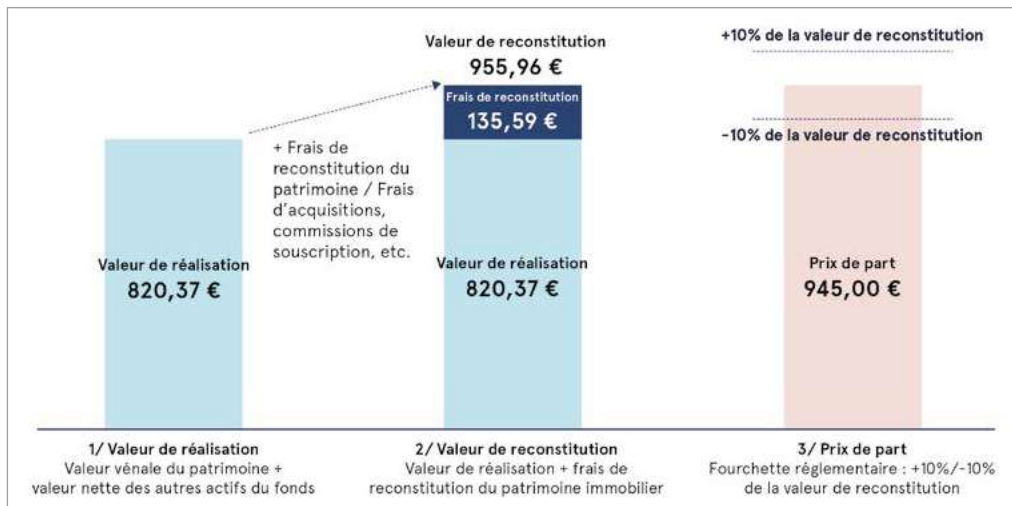 Valeur de reconstitution
955,96 €
+10% de la valeur de reconstitution
Frais de reconstitution
135,59 €
-10% de la valeur de reconstitution
+ Frais de
reconstitution du
patrimoine / Frais
d'acquisitions,
commissions de
souscription, etc.
Valeur de réalisation
820,37 €
Valeur de réalisation
820,37 €
Prix de part
945,00 €
1/ Valeur de réalisation
Valeur vénale du patrimoine +
valeur nette des autres actifs du fonds
2/ Valeur de reconstitution
Valeur de réalisation + frais de
reconstitution du patrimoine immobilier
3/ Prix de part
Fourchette réglementaire : +10%/-10%
de la valeur de reconstitution